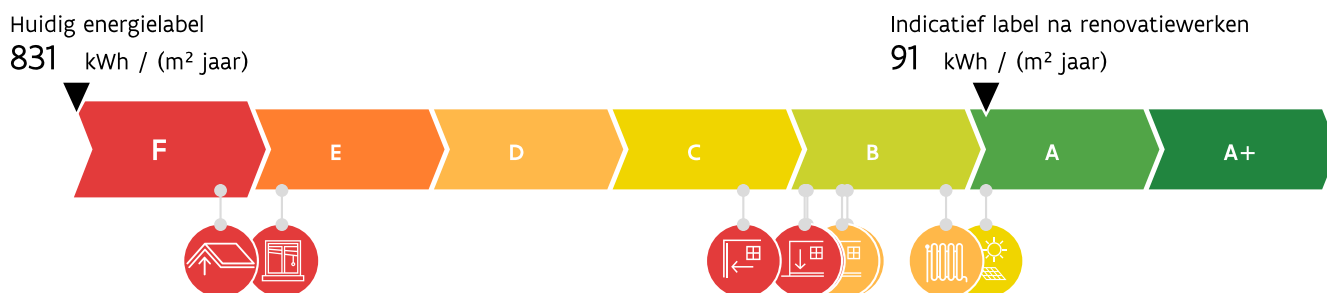 Huidig energielabel
831 kWh / (m² jaar)
Indicatief label na renovatiewerken
91 kWh / (m² jaar)
F E D C B A A+